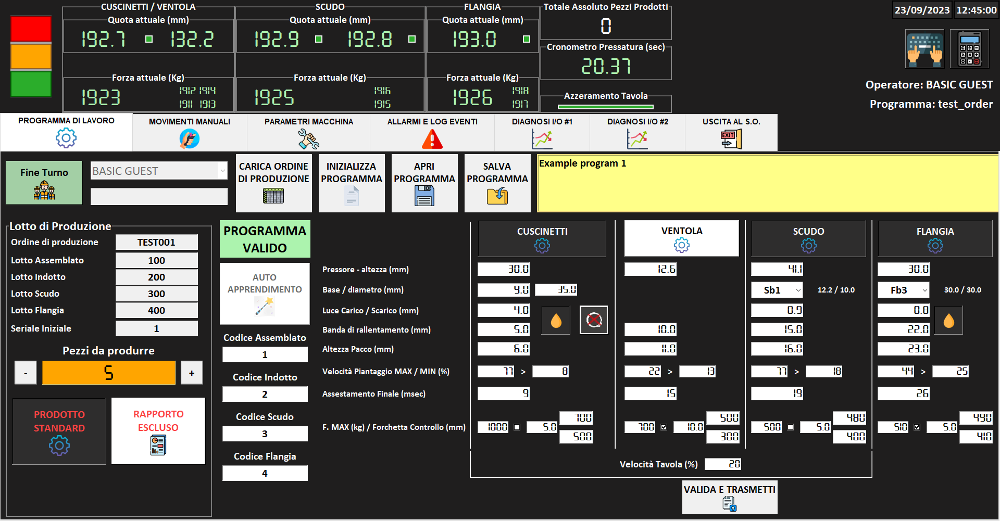 CUSCINETTI / VENTOLA
Quota attuale (mm)
192.7 132.2
Forza attuale (Kg)
1923
1912 1914
1911 1913
SCUDO
Quota attuale (mm)
192.9 192.8
Forza attuale (Kg)
1925
1916
1915
FLANGIA
Quota attuale (mm)
193.0
Forza attuale (Kg)
1926
1918
1917
Totale Assoluto Pezzi Prodotti
0
Cronometro Pressatura (sec)
20.37
Azzeramento Tavola
23/09/2023 12:45:00
Operatore: BASIC GUEST
Programma: test_order
PROGRAMMA DI LAVORO
MOVIMENTI MANUALI
PARAMETRI MACCHINA
ALLARMI E LOG EVENTI
DIAGNOSI I/O #1
DIAGNOSI I/O #2
USCITA AL S.O.
EXIT
Fine Turno
BASIC GUEST
CARICA ORDINE
DI PRODUZIONE
INIZIALIZZA
PROGRAMMA
APRI
PROGRAMMA
SALVA
PROGRAMMA
Example program 1
Lotto di Produzione
Ordine di produzione TEST001
Lotto Assemblato 100
Lotto Indotto 200
Lotto Scudo 300
Lotto Flangia 400
Seriale Iniziale 1
Pezzi da produrre
- 5 +
PRODOTTO
STANDARD
RAPPORTO
ESCLUSO
PROGRAMMA
VALIDO
AUTO
APPRENDIMENTO
Codice Assemblato
1
Codice Indotto
2
Codice Scudo
3
Codice Flangia
4
CUSCINETTI VENTOLA SCUDO FLANGIA
Pressore - altezza (mm) 30.0 12.6 41.1 30.0
Base / diametro (mm) 9.0 35.0 Sb1 12.2 / 10.0 Fb3 30.0 / 30.0
Luce Carico / Scarico (mm) 4.0 0.9 0.8
Banda di rallentamento (mm) 5.0 10.0 15.0 22.0
Altezza Pacco (mm) 6.0 11.0 16.0 23.0
Velocità Piantaggio MAX / MIN (%) 77 > 8 22 > 13 77 > 18 44 > 25
Assestamento Finale (msec) 9 15 19 26
700 500 480 490
F. MAX (kg) / Forchetta Controllo (mm) 1000 5.0 700 10.0 500 5.0 510 5.0
500 300 400 410
Velocità Tavola (%) 20
VALIDA E TRASMETTI